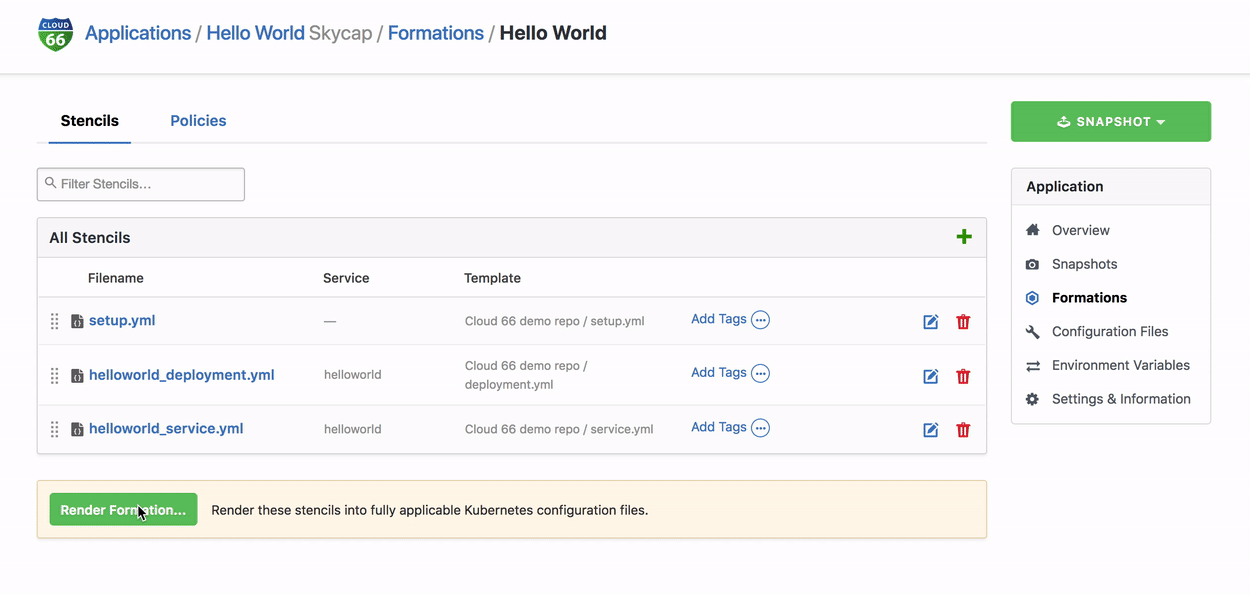 CLOUD
66
Applications / Hello World Skycap / Formations / Hello World
Stencils
Policies
SNAPSHOT
Filter Stencils...
All Stencils
Filename Service Template
setup.yml — Cloud 66 demo repo / setup.yml Add Tags
helloworld_deployment.yml helloworld Cloud 66 demo repo /
deployment.yml Add Tags
helloworld_service.yml helloworld Cloud 66 demo repo / service.yml Add Tags
Render Formation... Render these stencils into fully applicable Kubernetes configuration files.
Application
Overview
Snapshots
Formations
Configuration Files
Environment Variables
Settings & Information